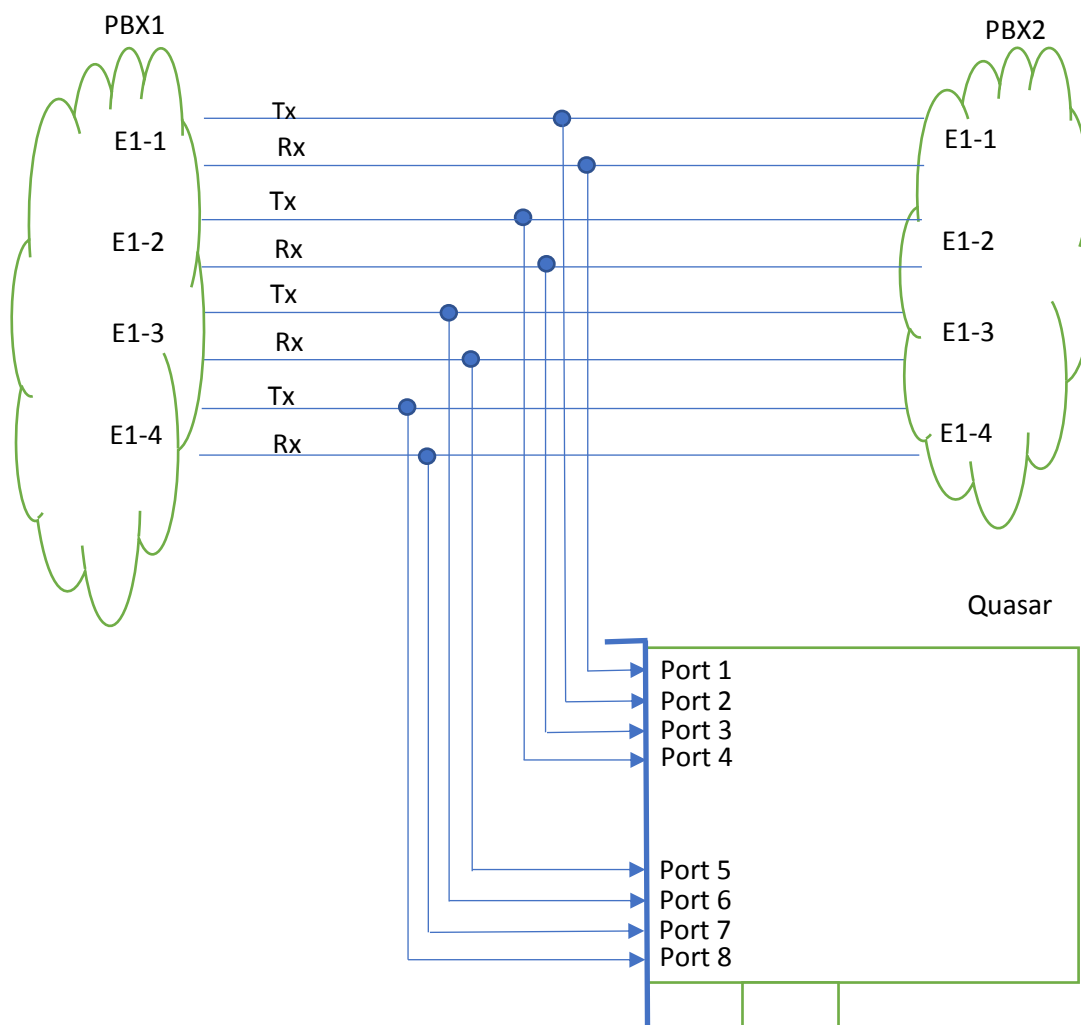 PBX1
PBX2
Tx
E1-1
E1-1
Rx
Tx
E1-2
E1-2
Rx
Tx
E1-3
E1-3
Rx
Tx
E1-4
E1-4
Rx
Quasar
Port 1
Port 2
Port 3
Port 4
Port 5
Port 6
Port 7
Port 8